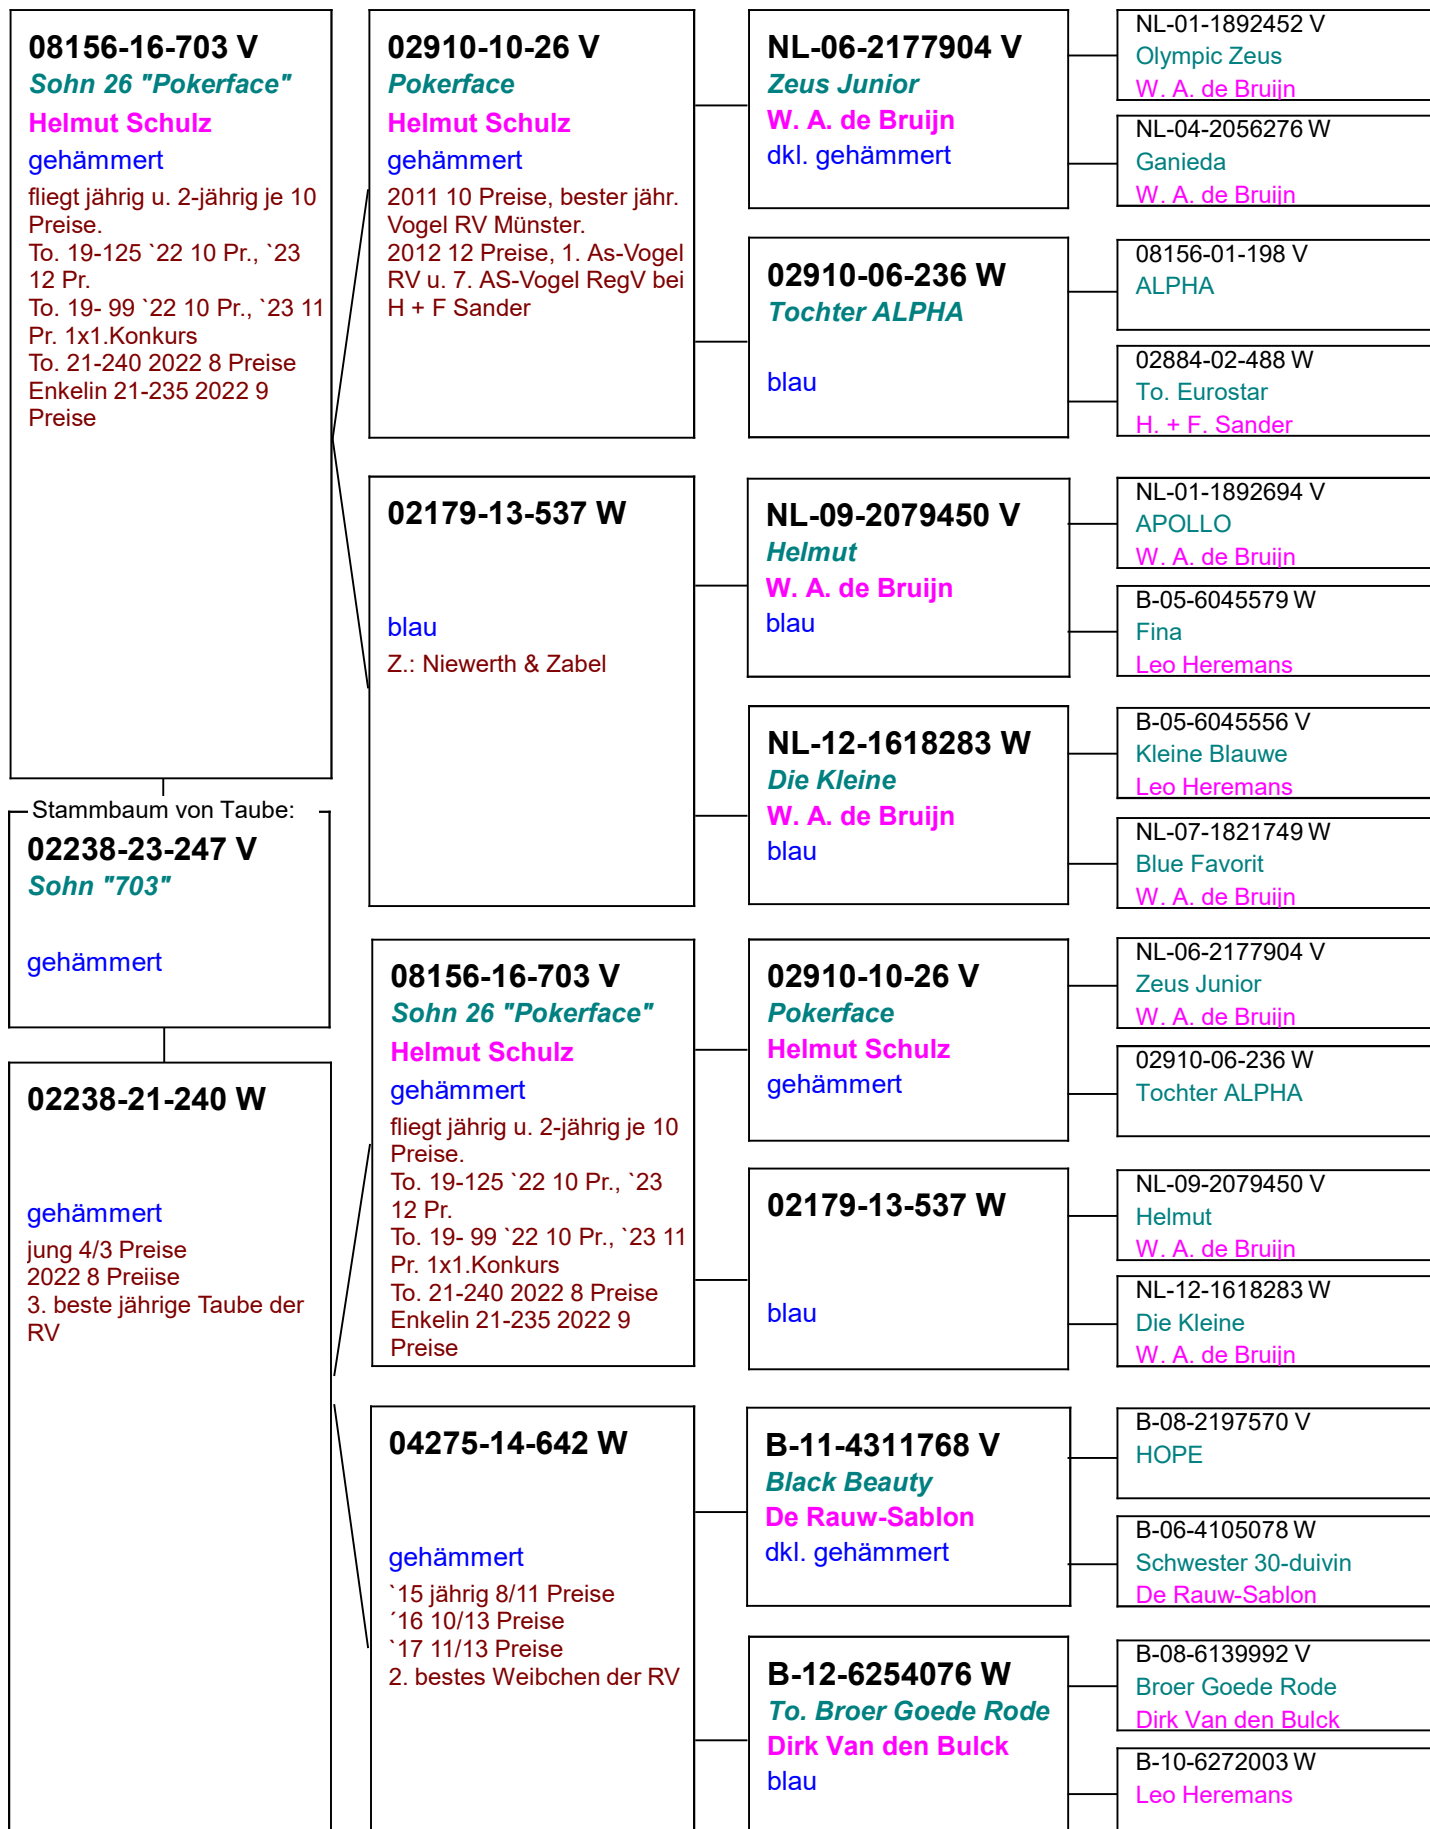 08156-16-703 V
Sohn 26 "Pokerface"
Helmut Schulz
gehämmert
fliegt jährig u. 2-jährig je 10
Preise.
To. 19-125 `22 10 Pr., `23
12 Pr.
To. 19- 99 `22 10 Pr., `23 11
Pr. 1x1.Konkurs
To. 21-240 2022 8 Preise
Enkelin 21-235 2022 9
Preise
Stammbaum von Taube:
02238-23-247 V
Sohn "703"
gehämmert
02238-21-240 W
gehämmert
jung 4/3 Preise
2022 8 Preiise
3. beste jährige Taube der
RV
02910-10-26 V
Pokerface
Helmut Schulz
gehämmert
2011 10 Preise, bester jähr.
Vogel RV Münster.
2012 12 Preise, 1. As-Vogel
RV u. 7. AS-Vogel RegV bei
H + F Sander
02179-13-537 W
blau
Z.: Niewerth & Zabel
08156-16-703 V
Sohn 26 "Pokerface"
Helmut Schulz
gehämmert
fliegt jährig u. 2-jährig je 10
Preise.
To. 19-125 `22 10 Pr., `23
12 Pr.
To. 19- 99 `22 10 Pr., `23 11
Pr. 1x1.Konkurs
To. 21-240 2022 8 Preise
Enkelin 21-235 2022 9
Preise
04275-14-642 W
gehämmert
`15 jährig 8/11 Preise
´16 10/13 Preise
`17 11/13 Preise
2. bestes Weibchen der RV
NL-06-2177904 V
Zeus Junior
W. A. de Bruijn
dkl. gehämmert
02910-06-236 W
Tochter ALPHA
blau
NL-09-2079450 V
Helmut
W. A. de Bruijn
blau
NL-12-1618283 W
Die Kleine
W. A. de Bruijn
blau
02910-10-26 V
Pokerface
Helmut Schulz
gehämmert
02179-13-537 W
blau
B-11-4311768 V
Black Beauty
De Rauw-Sablon
dkl. gehämmert
B-12-6254076 W
To. Broer Goede Rode
Dirk Van den Bulck
blau
NL-01-1892452 V
Olympic Zeus
W. A. de Bruijn
NL-04-2056276 W
Ganieda
W. A. de Bruijn
08156-01-198 V
ALPHA
02884-02-488 W
To. Eurostar
H. + F. Sander
NL-01-1892694 V
APOLLO
W. A. de Bruijn
B-05-6045579 W
Fina
Leo Heremans
B-05-6045556 V
Kleine Blauwe
Leo Heremans
NL-07-1821749 W
Blue Favorit
W. A. de Bruijn
NL-06-2177904 V
Zeus Junior
W. A. de Bruijn
02910-06-236 W
Tochter ALPHA
NL-09-2079450 V
Helmut
W. A. de Bruijn
NL-12-1618283 W
Die Kleine
W. A. de Bruijn
B-08-2197570 V
HOPE
B-06-4105078 W
Schwester 30-duivin
De Rauw-Sablon
B-08-6139992 V
Broer Goede Rode
Dirk Van den Bulck
B-10-6272003 W
Leo Heremans